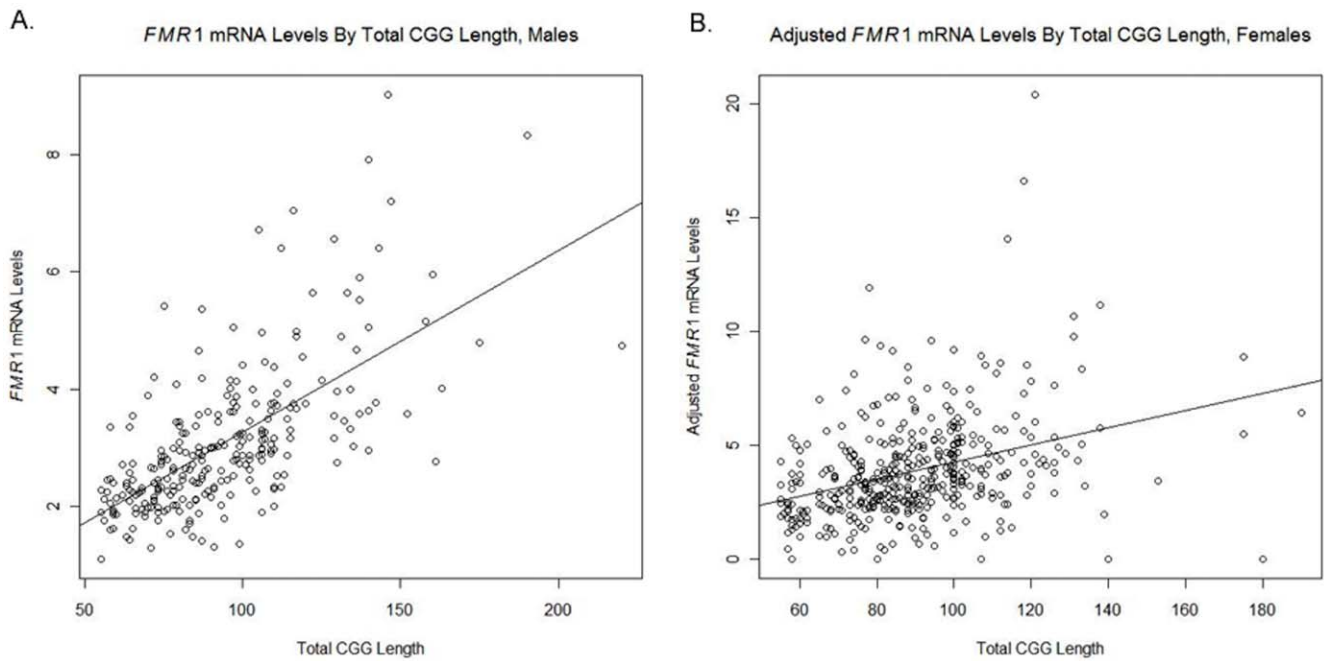 A.
FMR1 mRNA Levels By Total CGG Length, Males
FMR1 mRNA Levels
8
6
4
2
50 100 150 200
Total CGG Length
B.
Adjusted FMR1 mRNA Levels By Total CGG Length, Females
Adjusted FMR1 mRNA Levels
20
15
10
5
0
60 80 100 120 140 160 180
Total CGG Length